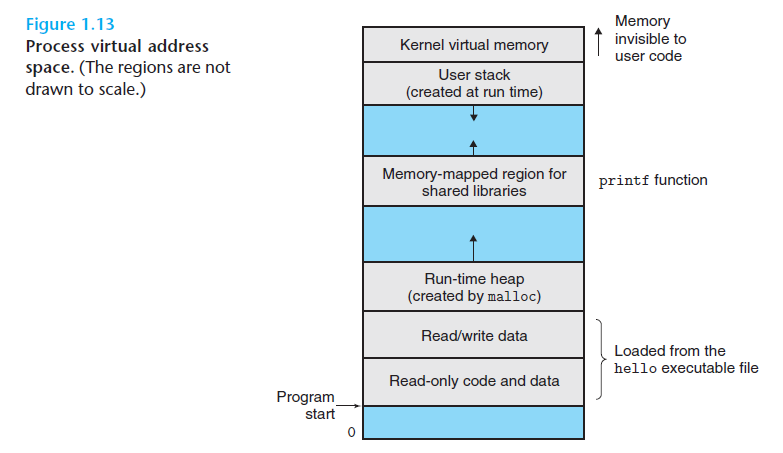 Figure 1.13
Process virtual address
space. (The regions are not
drawn to scale.)
Memory
invisible to
user code
Kernel virtual memory
User stack
(created at run time)
Memory-mapped region for
shared libraries
printf function
Run-time heap
(created by malloc)
Read/write data
Loaded from the
hello executable file
Read-only code and data
Program
start
0